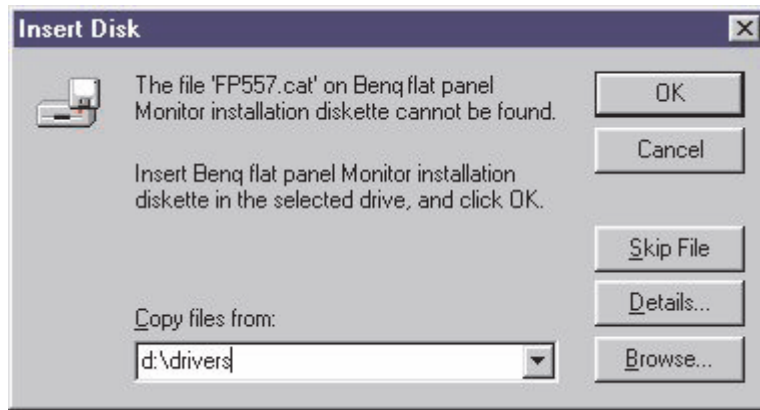 Insert Disk
The file 'FP557.cat' on Benq flat panel
Monitor installation diskette cannot be found.
Insert Benq flat panel Monitor installation
diskette in the selected drive, and click OK.
Copy files from:
d:\drivers
OK
Cancel
Skip File
Details...
Browse...